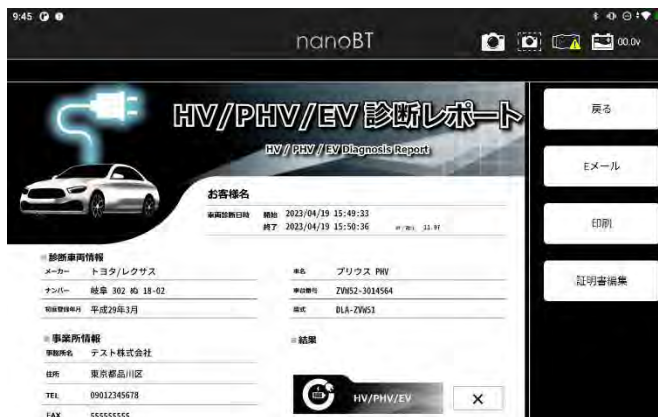 9:45
nanoBT
00.0v
HV/PHV/EV 診断レポート
HV / PHV / EV Diagnosis Report
戻る
Eメール
印刷
証明書編集
お客様名
車両診断日時 開始 2023/04/19 15:49:33
終了 2023/04/19 15:50:36
診断車両情報
メーカー トヨタ/レクサス 車名 プリウス PHV
ナンバー 岐阜 302 ぬ 18-02 車台番号 ZVW52-3014564
初度登録年月 平成29年3月 型式 DLA-ZVW51
事業所情報 結果
事務所名 テスト株式会社
住所 東京都品川区
TEL 09012345678
FAX 5555555555
HV/PHV/EV